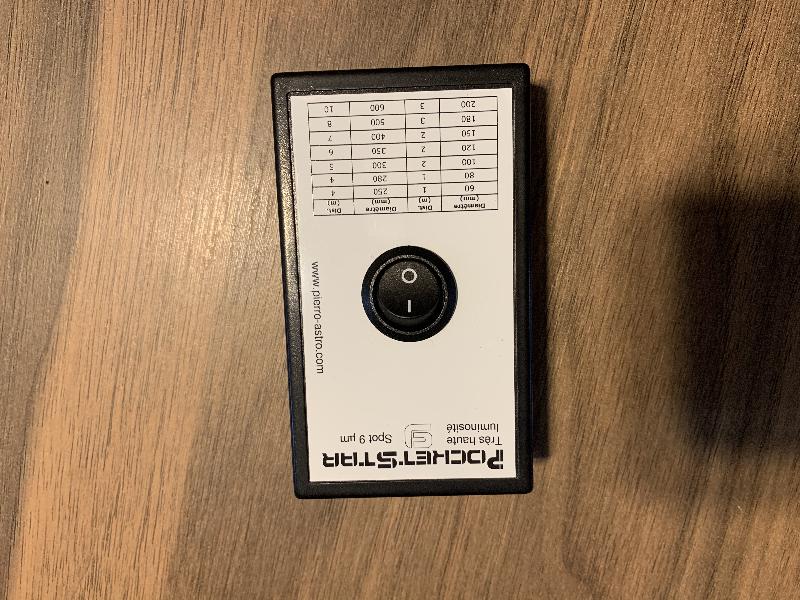 POCKETSTAR
Très haute
luminosité
Spot 9 µm
www.pierro-astro.com
O
I
Diamètre (mm) Dist. (m) Diamètre (mm) Dist. (m)
60 1 250 4
80 1 280 4
100 2 300 5
120 2 350 6
150 2 400 7
180 3 500 8
200 3 600 10